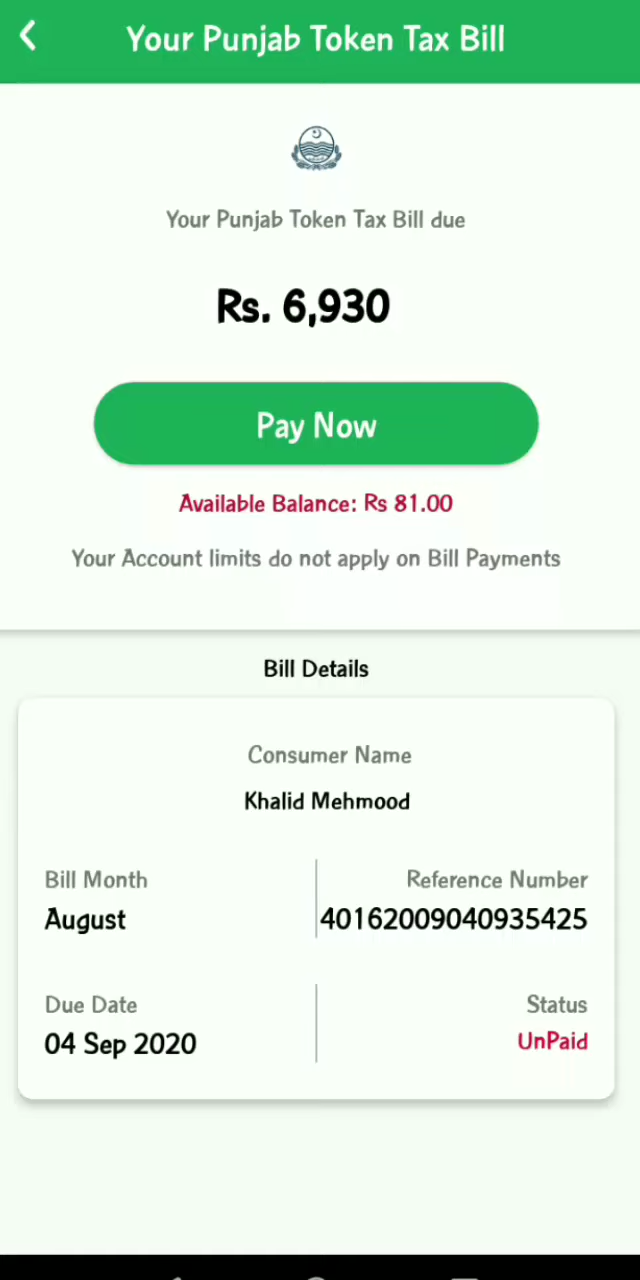 Your Punjab Token Tax Bill
Your Punjab Token Tax Bill due
Rs. 6,930
Pay Now
Available Balance: Rs 81.00
Your Account limits do not apply on Bill Payments
Bill Details
Consumer Name
Khalid Mehmood
Bill Month
Reference Number
August
40162009040935425
Due Date
Status
04 Sep 2020
UnPaid